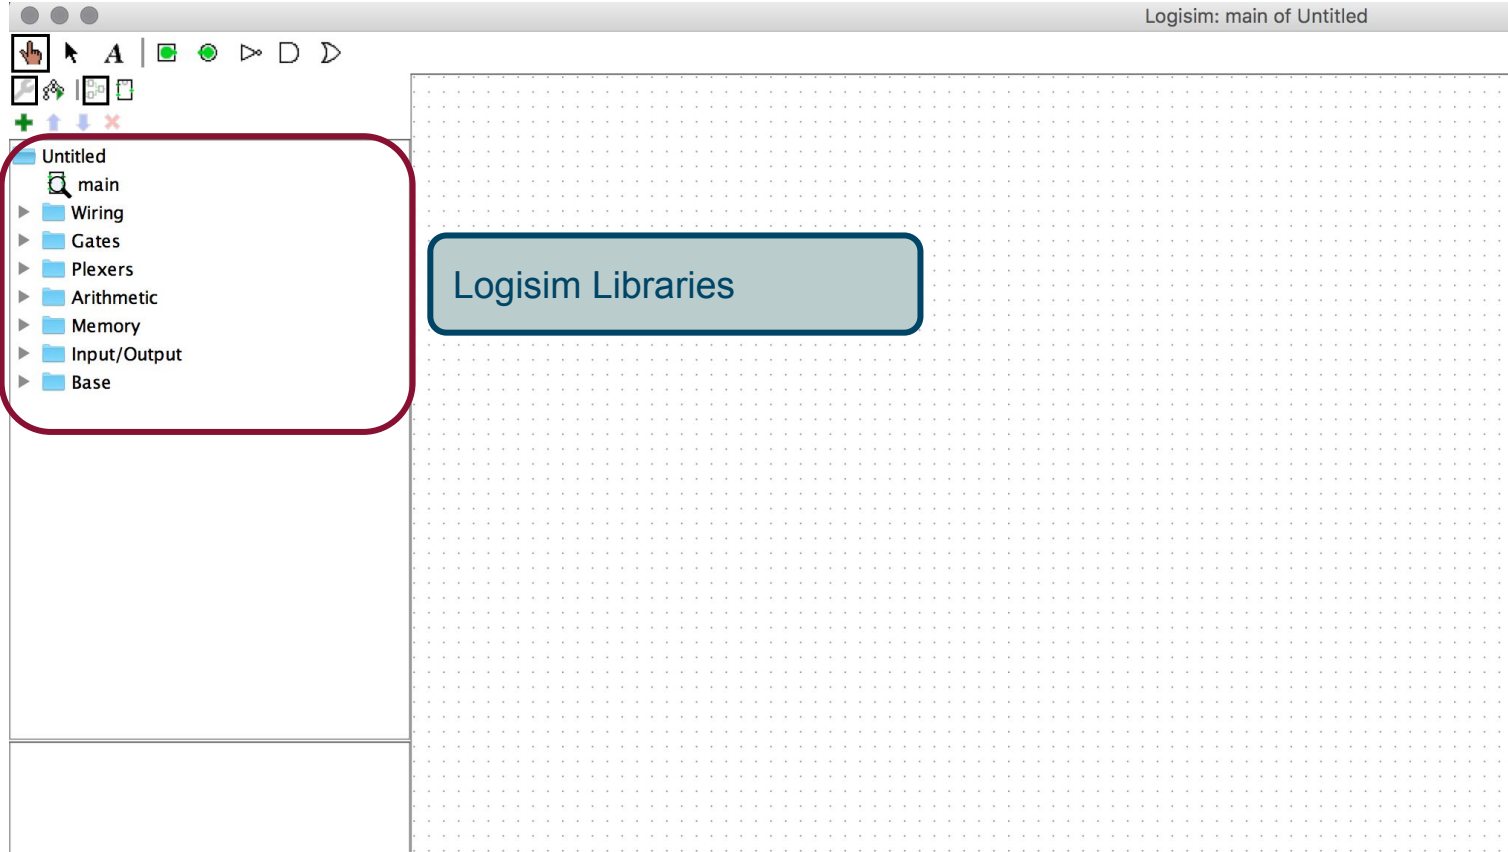 Logisim: main of Untitled
A
Untitled
main
Wiring
Gates
Plexers
Arithmetic
Memory
Input/Output
Base
Logisim Libraries